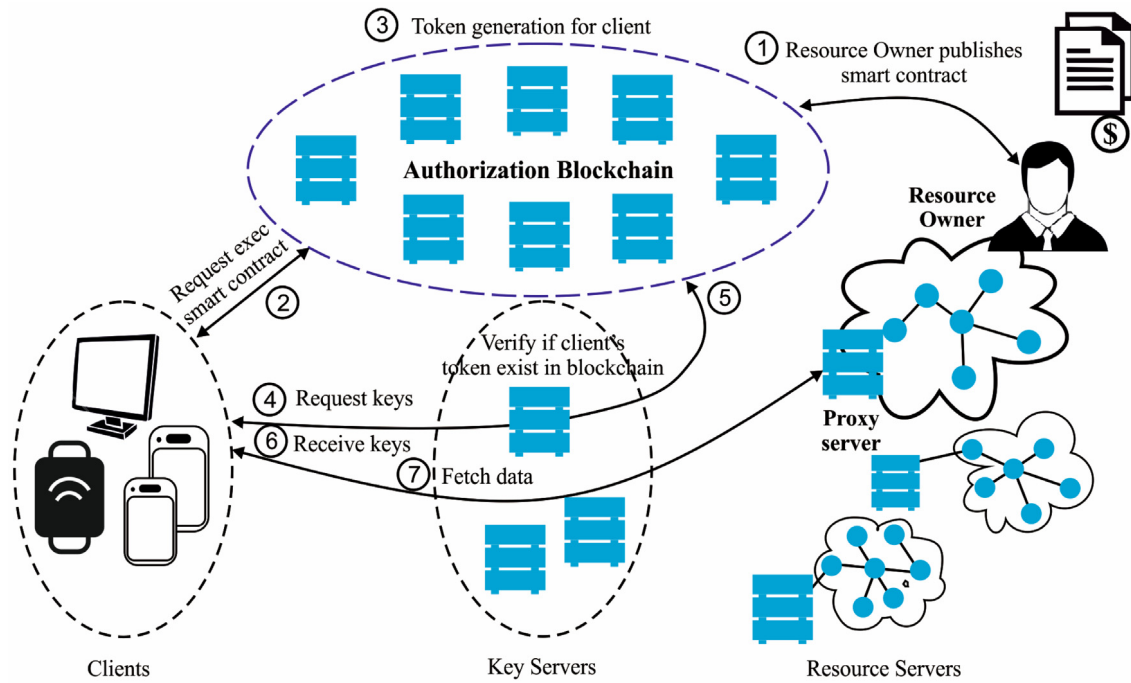 3 Token generation for client
1 Resource Owner publishes
smart contract
$
Authorization Blockchain
Resource
Owner
Request exec
smart contract
2
5
Verify if client's
token exist in blockchain
4 Request keys
6 Receive keys
7 Fetch data
Proxy
server
Clients
Key Servers
Resource Servers